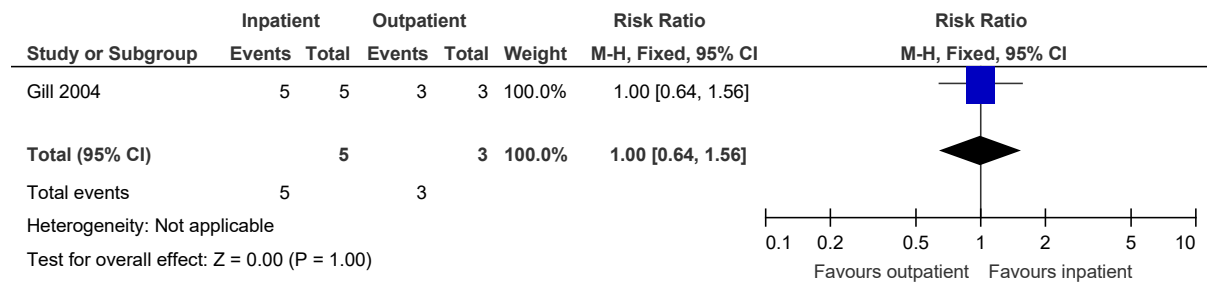 Inpatient Outpatient Risk Ratio Risk Ratio
Study or Subgroup Events Total Events Total Weight M-H, Fixed, 95% CI M-H, Fixed, 95% CI
Gill 2004 5 5 3 3 100.0% 1.00 [0.64, 1.56]
Total (95% CI) 5 3 100.0% 1.00 [0.64, 1.56]
Total events 5 3
Heterogeneity: Not applicable
Test for overall effect: Z = 0.00 (P = 1.00)
0.1 0.2 0.5 1 2 5 10
Favours outpatient Favours inpatient